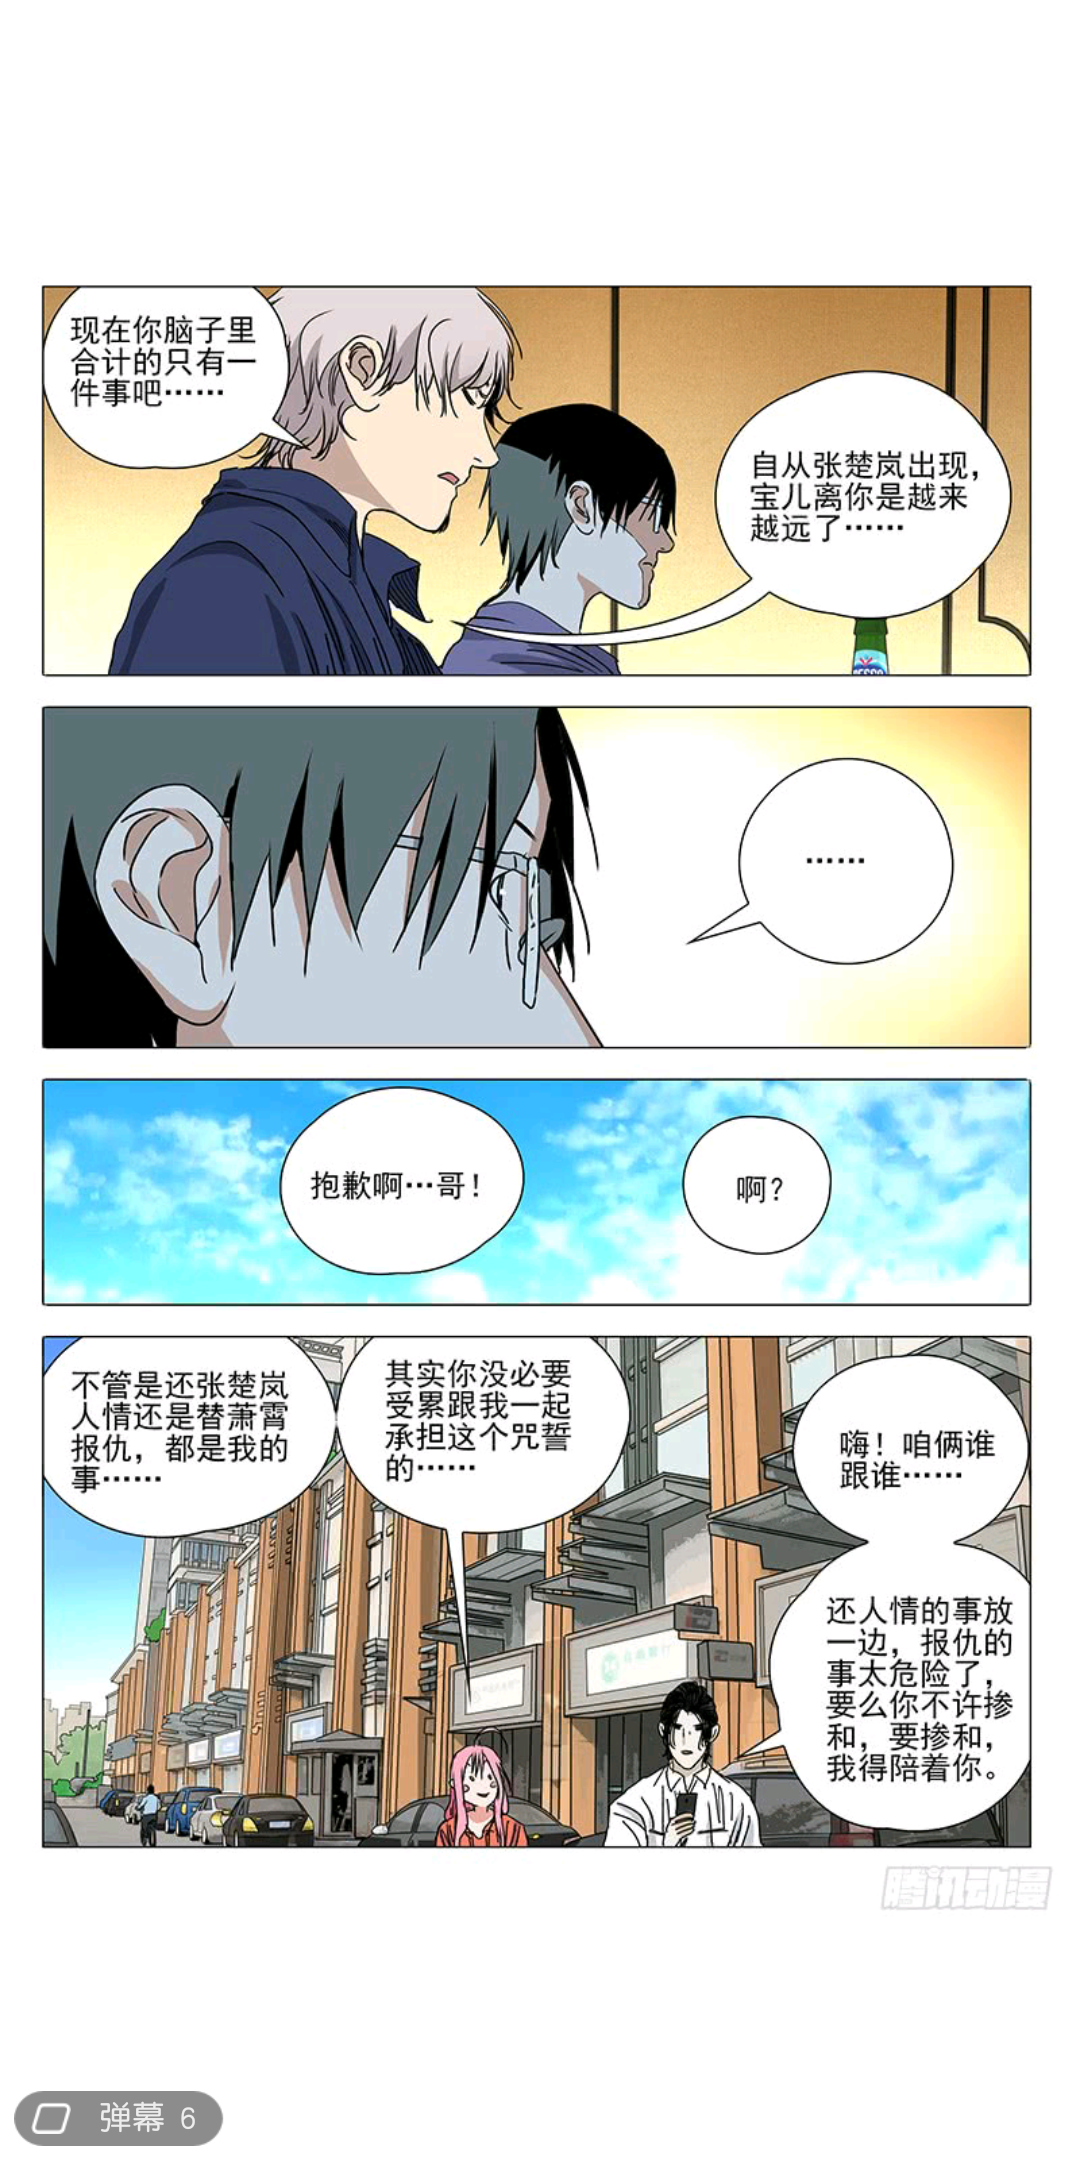 现在你脑子里
合计的只有一
件事吧……
自从张楚岚出现，
宝儿离你是越来
越远了……
……
抱歉啊…哥！
啊？
不管是还张楚岚
人情还是替萧霄
报仇，都是我的
事……
其实你没必要
受累跟我一起
承担这个咒誓
的……
嗨！咱俩谁
跟谁……
还人情的事放
一边，报仇的
事太危险了，
要么你不许掺
和，要掺和，
我得陪着你。
腾讯动漫
弹幕 6